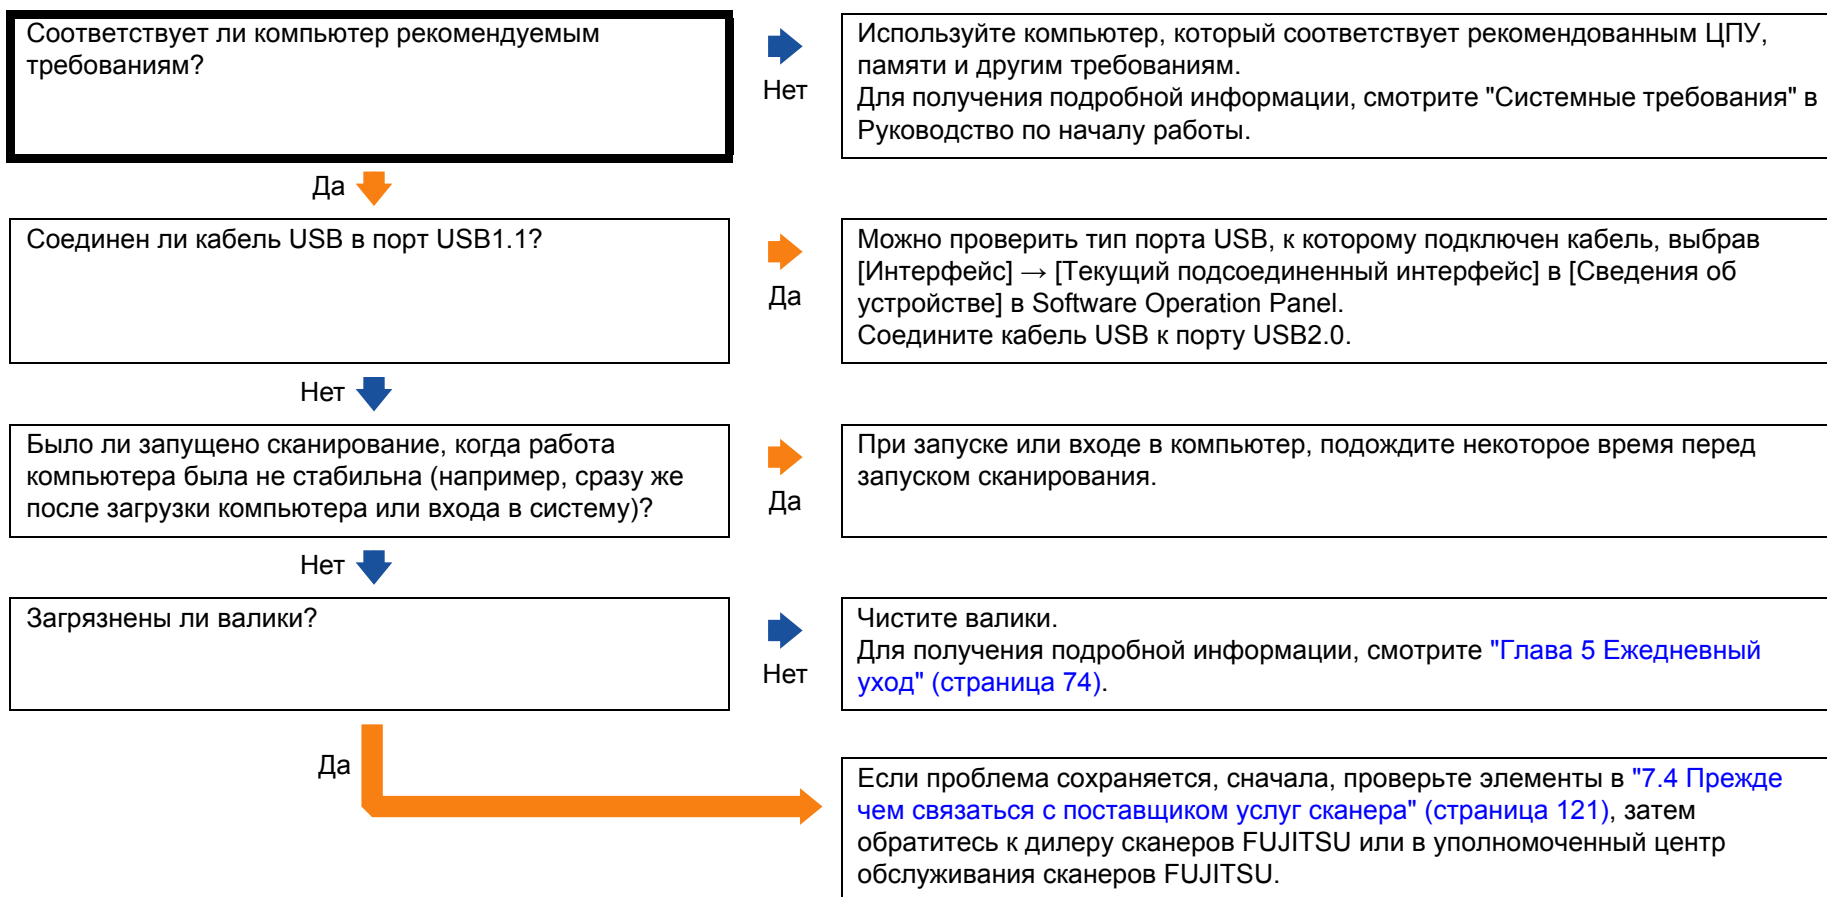 Соответствует ли компьютер рекомендуемым
требованиям?
Нет
Используйте компьютер, который соответствует рекомендованным ЦПУ,
памяти и другим требованиям.
Для получения подробной информации, смотрите "Системные требования" в
Руководство по началу работы.
Да
Соединен ли кабель USB в порт USB1.1?
Да
Можно проверить тип порта USB, к которому подключен кабель, выбрав
[Интерфейс] → [Текущий подсоединенный интерфейс] в [Сведения об
устройстве] в Software Operation Panel.
Соедините кабель USB к порту USB2.0.
Нет
Было ли запущено сканирование, когда работа
компьютера была не стабильна (например, сразу же
после загрузки компьютера или входа в систему)?
Да
При запуске или входе в компьютер, подождите некоторое время перед
запуском сканирования.
Нет
Загрязнены ли валики?
Нет
Чистите валики.
Для получения подробной информации, смотрите "Глава 5 Ежедневный
уход" (страница 74).
Да
Если проблема сохраняется, сначала, проверьте элементы в "7.4 Прежде
чем связаться с поставщиком услуг сканера" (страница 121), затем
обратитесь к дилеру сканеров FUJITSU или в уполномоченный центр
обслуживания сканеров FUJITSU.